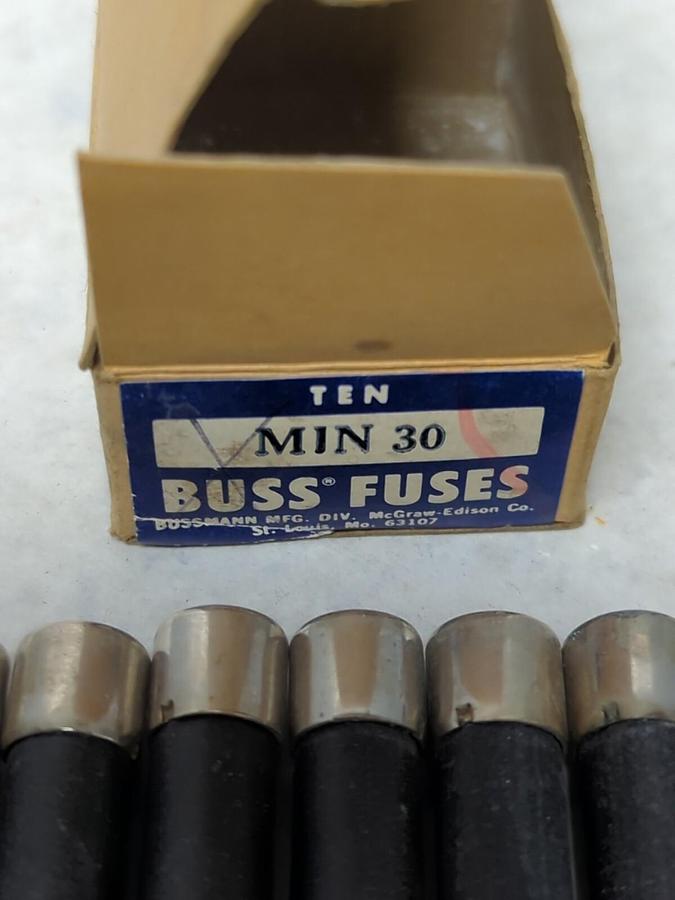 TEN
MIN 30
BUSS® FUSES
BUSSMANN MFG. DIV. McGraw-Edison Co.
St. Louis, Mo. 63107